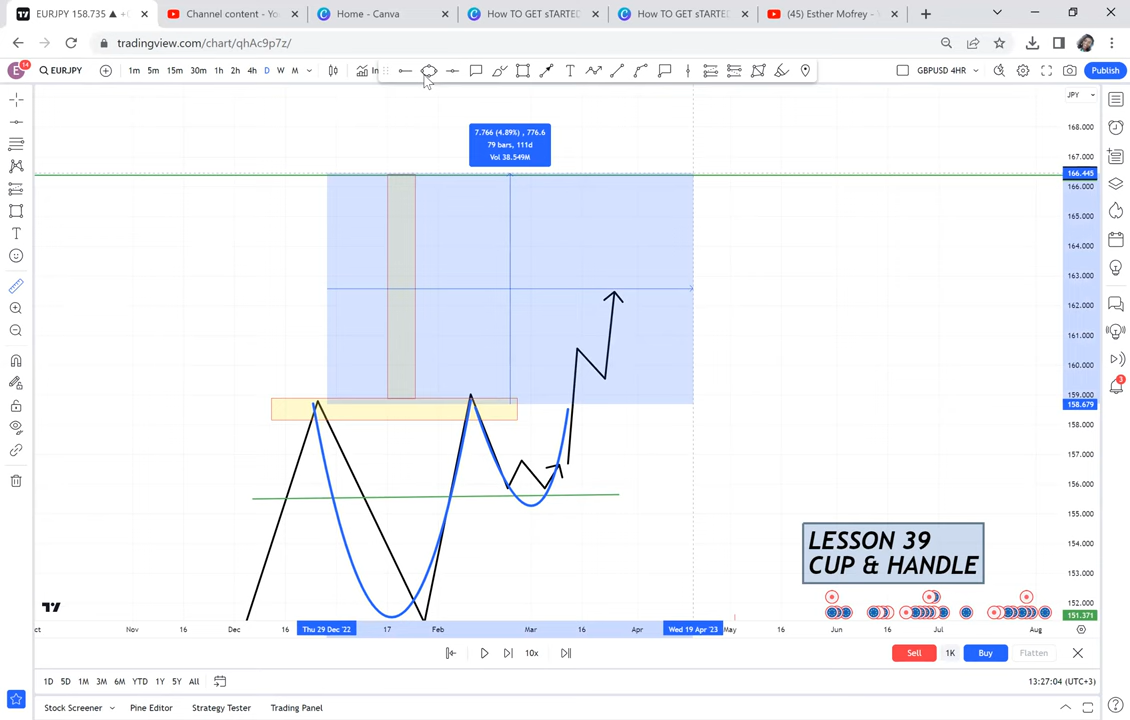 EURJPY 158.735 ▲
Channel content - Yo
Home - Canva
How TO GET sTARTED
How TO GET sTARTED
(45) Esther Mofrey - Y
tradingview.com/chart/qhAc9p7z/
E
14
EURJPY
1m 5m 15m 30m 1h 2h 4h D W M
In
GBPUSD 4HR
Publish
JPY
7.766 (4.89%) , 776.6
79 bars, 111d
Vol 38.549M
168.000
167.000
166.445
166.000
165.000
164.000
163.000
162.000
161.000
160.000
159.000
158.679
158.000
157.000
156.000
155.000
154.000
153.000
152.000
151.371
3
LESSON 39
CUP & HANDLE
ct Nov 16 Dec 16 Thu 29 Dec '22 17 Feb Mar 16 Apr Wed 19 Apr '23 May 16 Jun 16 Jul 16 Aug
10x
Sell 1K Buy Flatten
1D 5D 1M 3M 6M YTD 1Y 5Y All
13:27:04 (UTC+3)
Stock Screener Pine Editor Strategy Tester Trading Panel